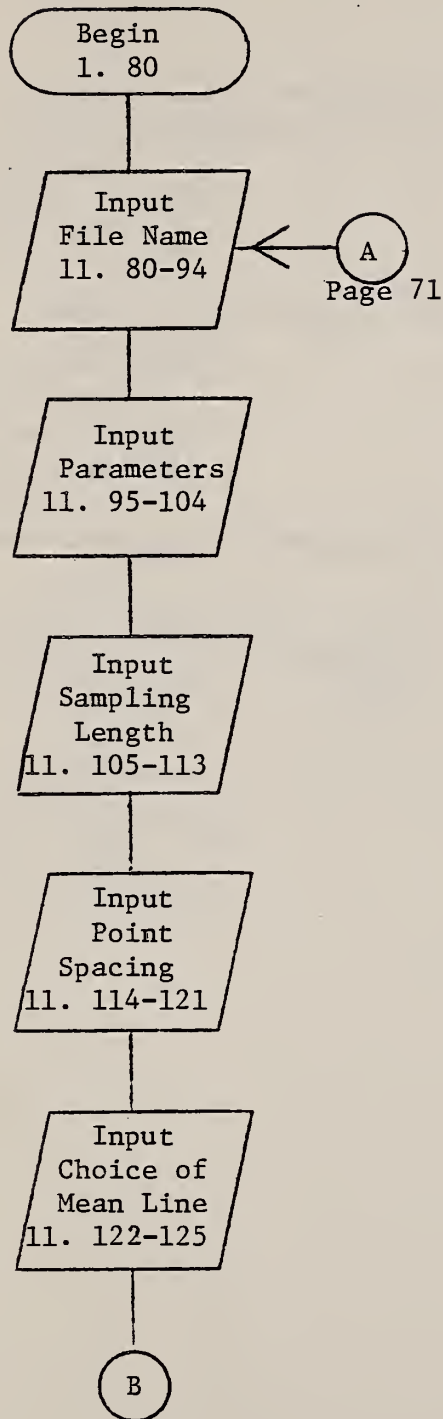 Begin
1. 80
Input
File Name
11. 80-94
A
Page 71
Input
Parameters
11. 95-104
Input
Sampling
Length
11. 105-113
Input
Point
Spacing
11. 114-121
Input
Choice of
Mean Line
11. 122-125
B